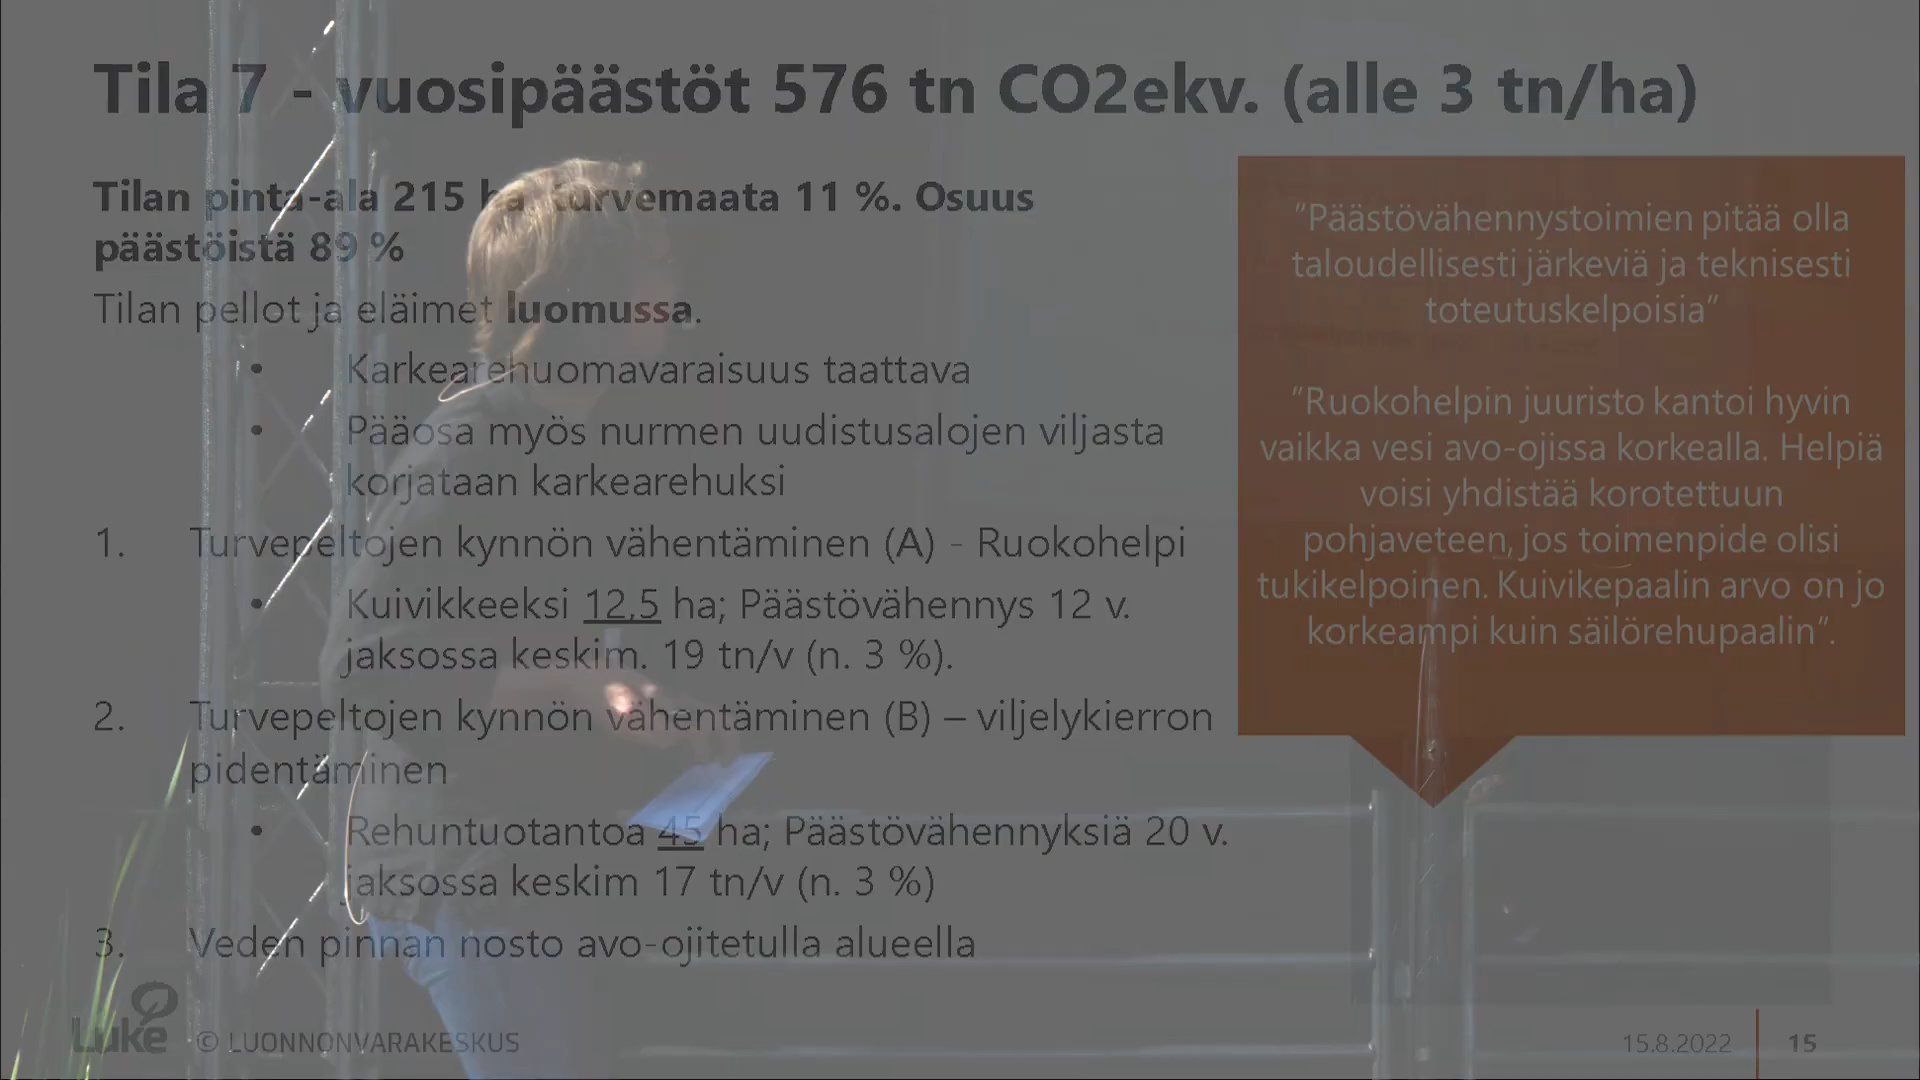 Tila 7 - vuosipäästöt 576 tn CO2ekv. (alle 3 tn/ha)
Tilan pinta-ala 215 ha, turvemaata 11 %. Osuus
päästöistä 89 %
Tilan pellot ja eläimet luomussa.
• Karkearehuomavaraisuus taattava
• Pääosa myös nurmen uudistusalojen viljasta
korjataan karkearehuksi
1. Turvepeltojen kynnön vähentäminen (A) - Ruokohelpi
• Kuivikkeeksi 12,5 ha; Päästövähennys 12 v.
jaksossa keskim. 19 tn/v (n. 3 %).
2. Turvepeltojen kynnön vähentäminen (B) – viljelykierron
pidentäminen
• Rehuntuotantoa 45 ha; Päästövähennyksiä 20 v.
jaksossa keskim 17 tn/v (n. 3 %)
3. Veden pinnan nosto avo-ojitetulla alueella
"Päästövähennystoimien pitää olla
taloudellisesti järkeviä ja teknisesti
toteutuskelpoisia"
"Ruokohelpin juuristo kantoi hyvin
vaikka vesi avo-ojissa korkealla. Helpiä
voisi yhdistää korotettuun
pohjaveteen, jos toimenpide olisi
tukikelpoinen. Kuivikepaalin arvo on jo
korkeampi kuin säilörehupaalin".
Luke
© LUONNONVARAKESKUS
15.8.2022
15